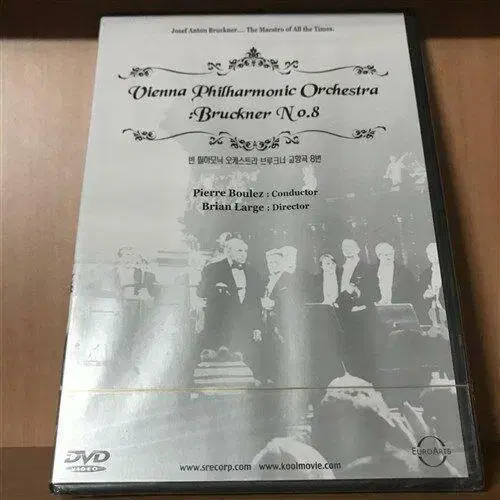 Josef Anton Bruckner.... The Maestro of All the Times.
Vienna Philharmonic Orchestra
:Bruckner No.8
빈 필하모닉 오케스트라 브루크너 교향곡 8번
Pierre Boulez : Conductor
Brian Large : Director
DVD
VIDEO
www.srecorp.com www.koolmovie.com
EUROARTS